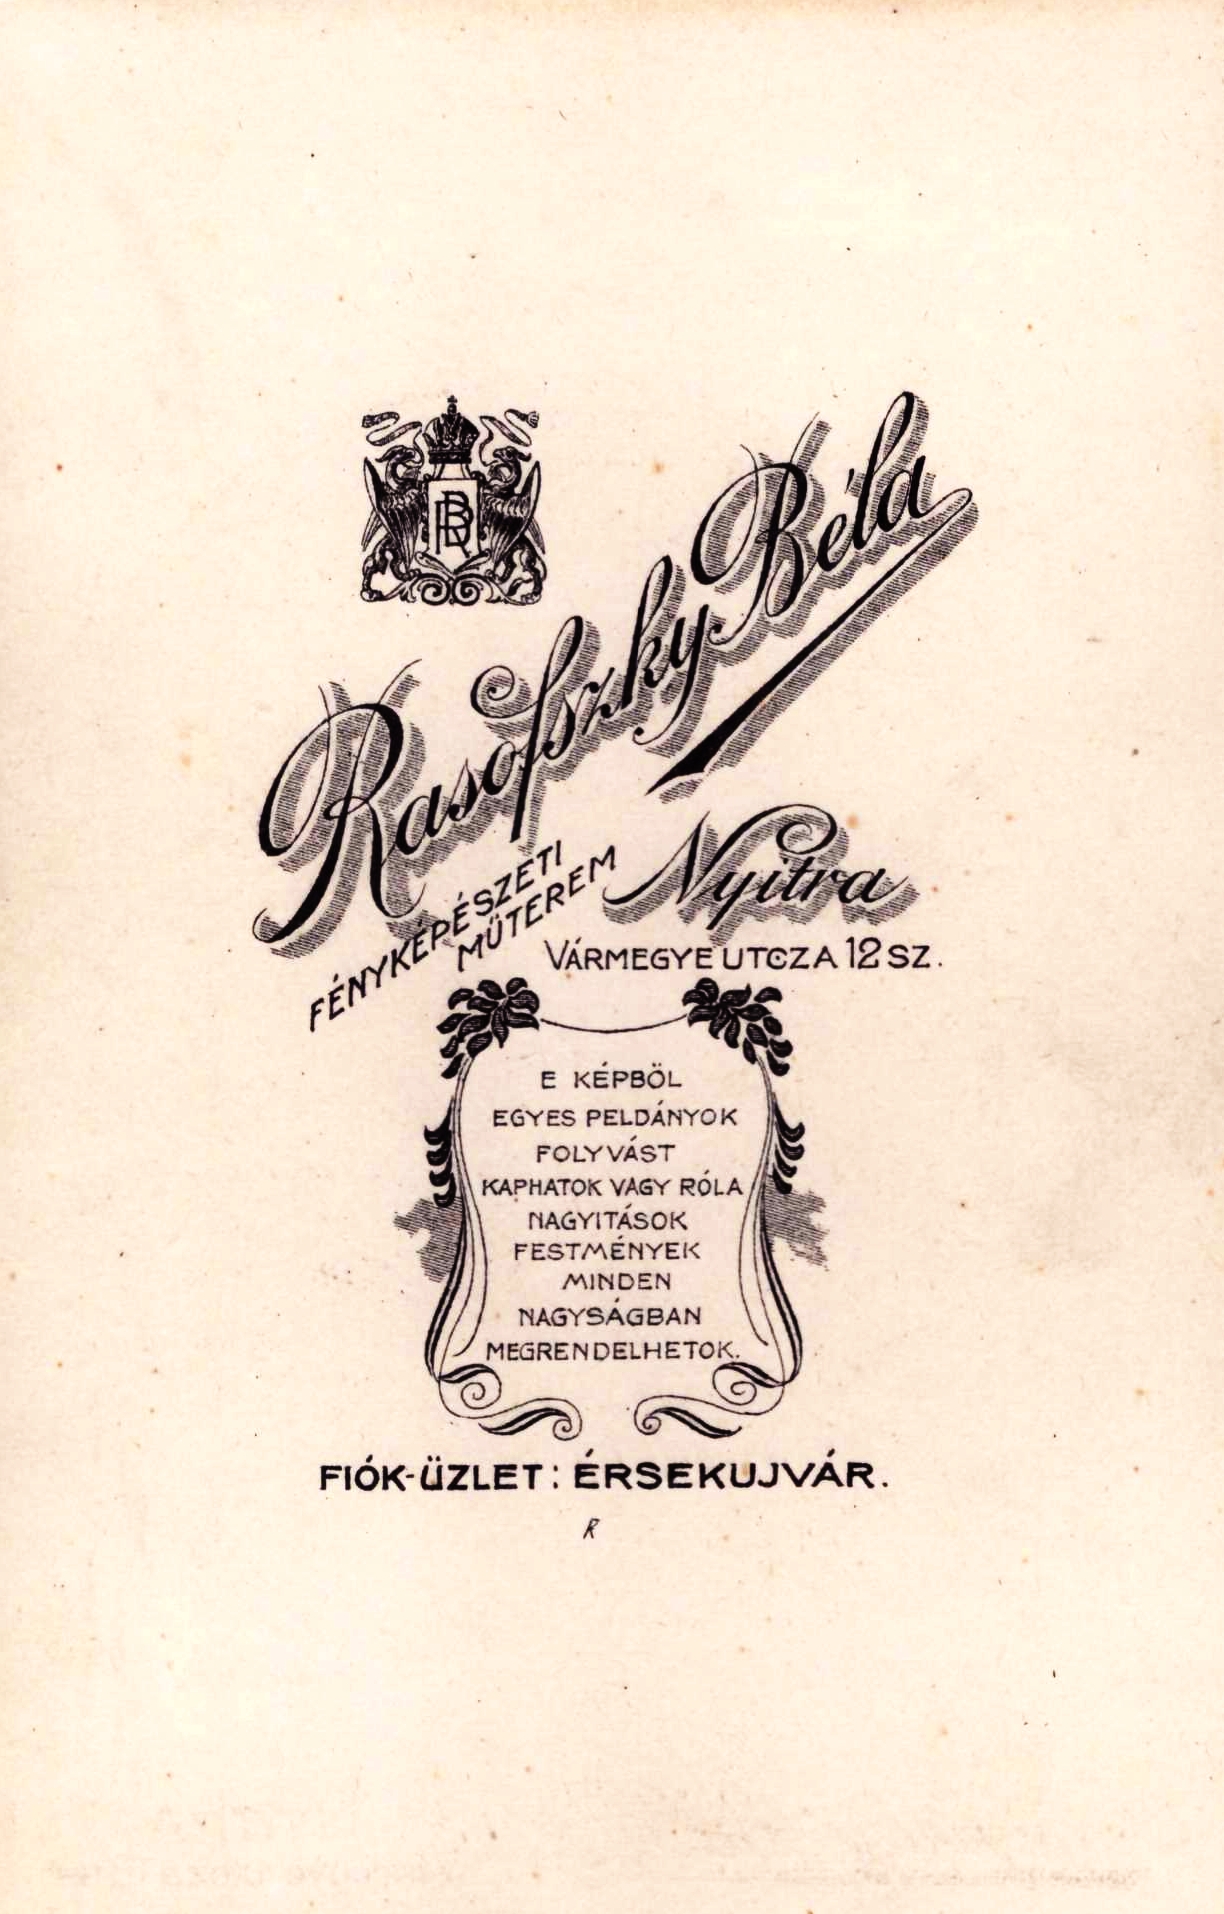 BR
Rasofszky Béla
FÉNYKÉPÉSZETI
MŰTEREM
Nyitra
VÁRMEGYE UTCZA 12 SZ.
E KÉPBÖL
EGYES PELDÁNYOK
FOLYVÁST
KAPHATOK VAGY RÓLA
NAGYITÁSOK
FESTMÉNYEK
MINDEN
NAGYSÁGBAN
MEGRENDELHETOK.
FIÓK-ÜZLET: ÉRSEKUJVÁR.
R